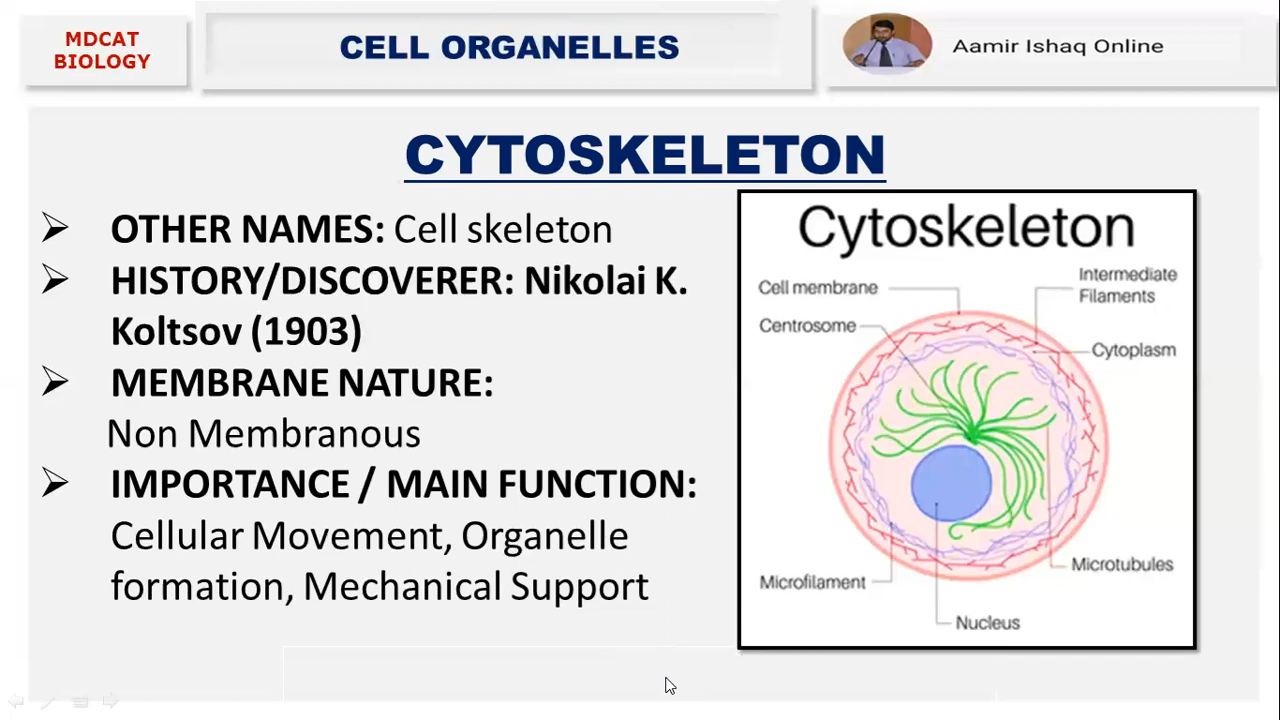 MDCAT
BIOLOGY
CELL ORGANELLES
Aamir Ishaq Online
CYTOSKELETON
OTHER NAMES: Cell skeleton
HISTORY/DISCOVERER: Nikolai K.
Koltsov (1903)
MEMBRANE NATURE:
Non Membranous
IMPORTANCE / MAIN FUNCTION:
Cellular Movement, Organelle
formation, Mechanical Support
Cytoskeleton
Cell membrane
Intermediate
Filaments
Centrosome
Cytoplasm
Microtubules
Microfilament
Nucleus